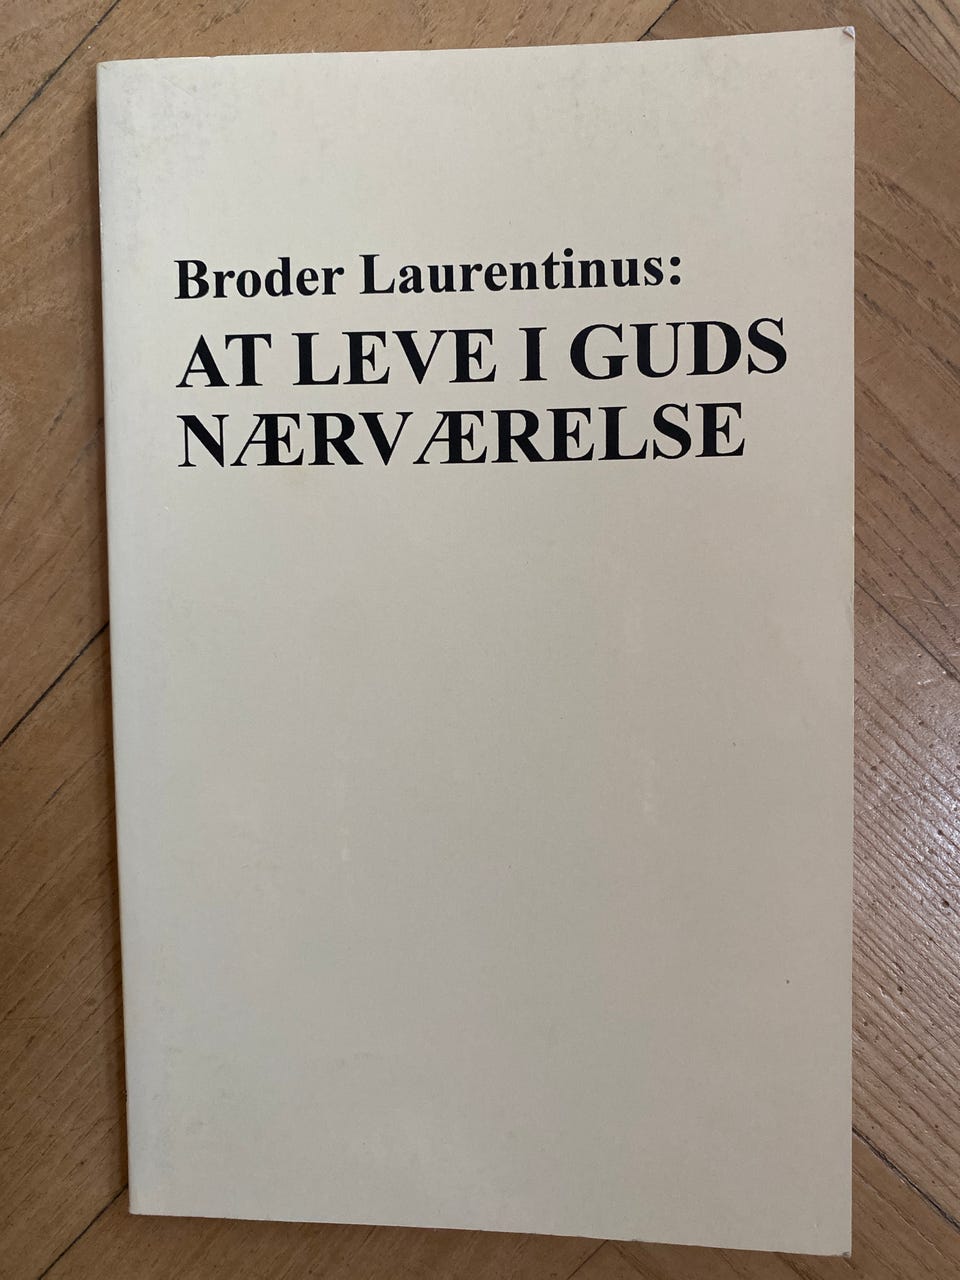 Broder Laurentinus:
AT LEVE I GUDS
NÆRVÆRELSE